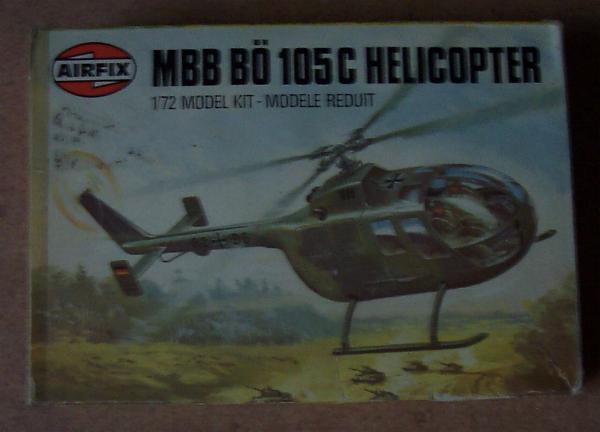 AIRFIX
MBB BÖ 105C HELICOPTER
1/72 MODEL KIT - MODELE REDUIT